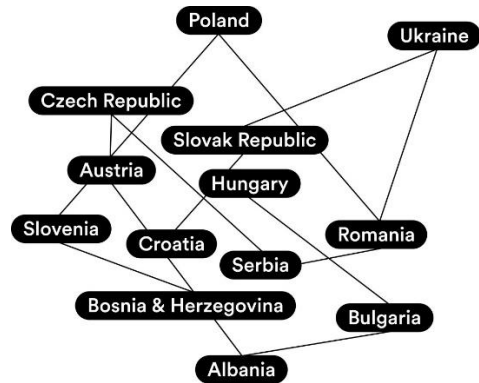 Poland
Ukraine
Czech Republic
Slovak Republic
Austria
Hungary
Slovenia
Croatia
Romania
Serbia
Bosnia & Herzegovina
Bulgaria
Albania